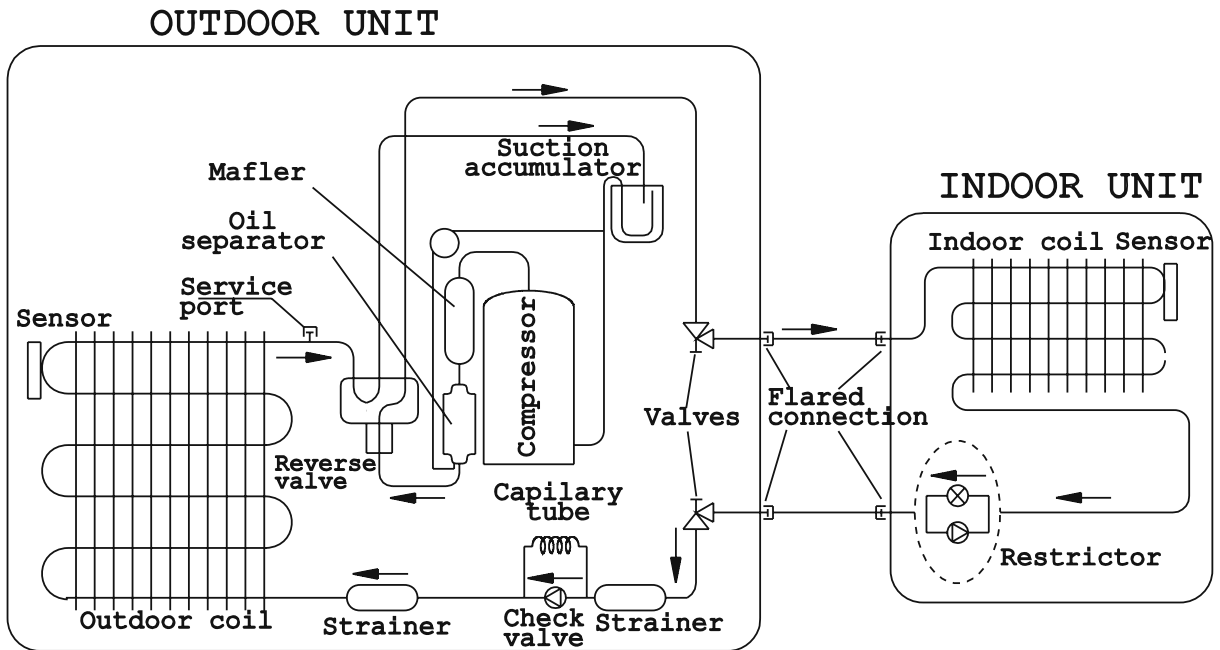 OUTDOOR UNIT
Suction
accumulator
Mafler
Oil
separator
Service
port
Sensor
Compressor
Reverse
valve
Capilary
tube
Valves
Flared
connection
Outdoor coil
Strainer
Check
valve
Strainer
INDOOR UNIT
Indoor coil
Sensor
Restrictor